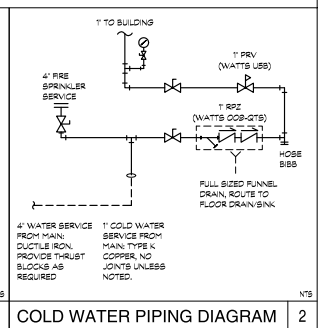 1" TO BUILDING
1" PRV
(WATTS U5B)
4" FIRE
SPRINKLER
SERVICE
1" RPZ
(WATTS 009-QTS)
HOSE
BIBB
FULL SIZED FUNNEL
DRAIN, ROUTE TO
FLOOR DRAIN/SINK
4" WATER SERVICE
FROM MAIN:
DUCTILE IRON.
PROVIDE THRUST
BLOCKS AS
REQUIRED
1" COLD WATER
SERVICE FROM
MAIN: TYPE K
COPPER, NO
JOINTS UNLESS
NOTED.
S
NTS
COLD WATER PIPING DIAGRAM 2